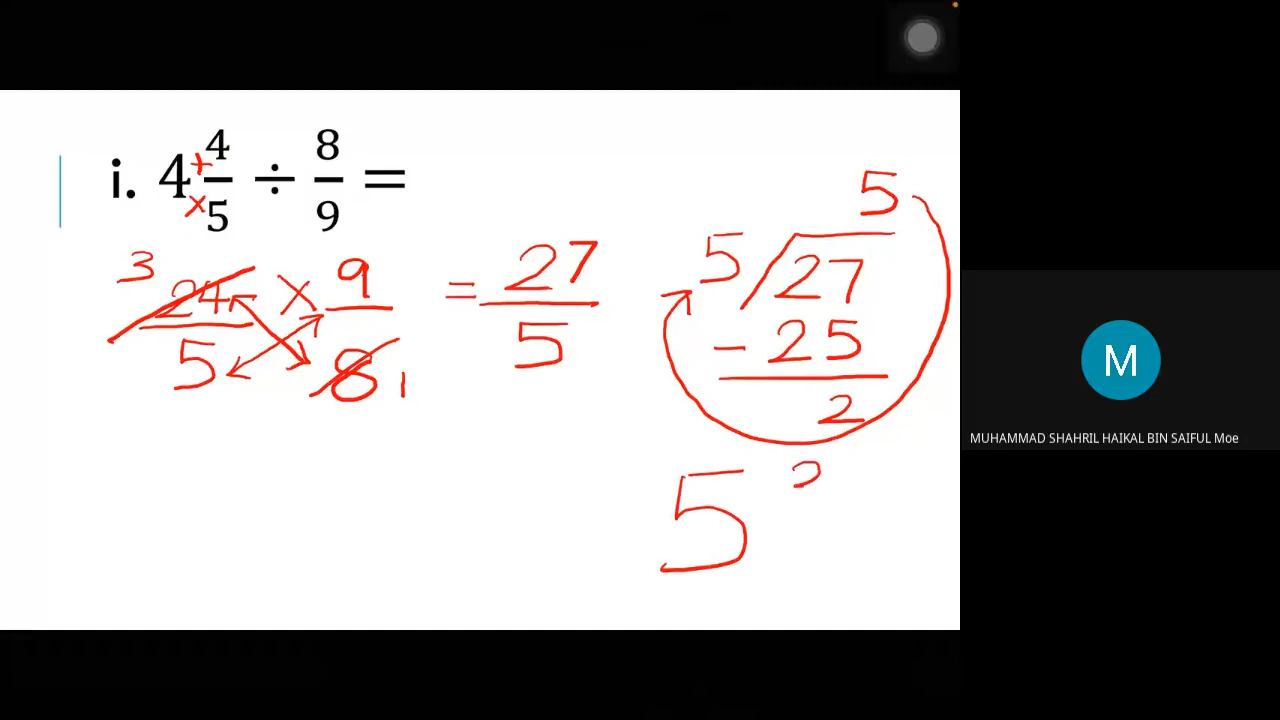 i. 4 4/5 ÷ 8/9 =
+
×
3
24/5 × 9/8 1 = 27/5
5
5 27
- 25
2
5 2
M
MUHAMMAD SHAHRIL HAIKAL BIN SAIFUL Moe